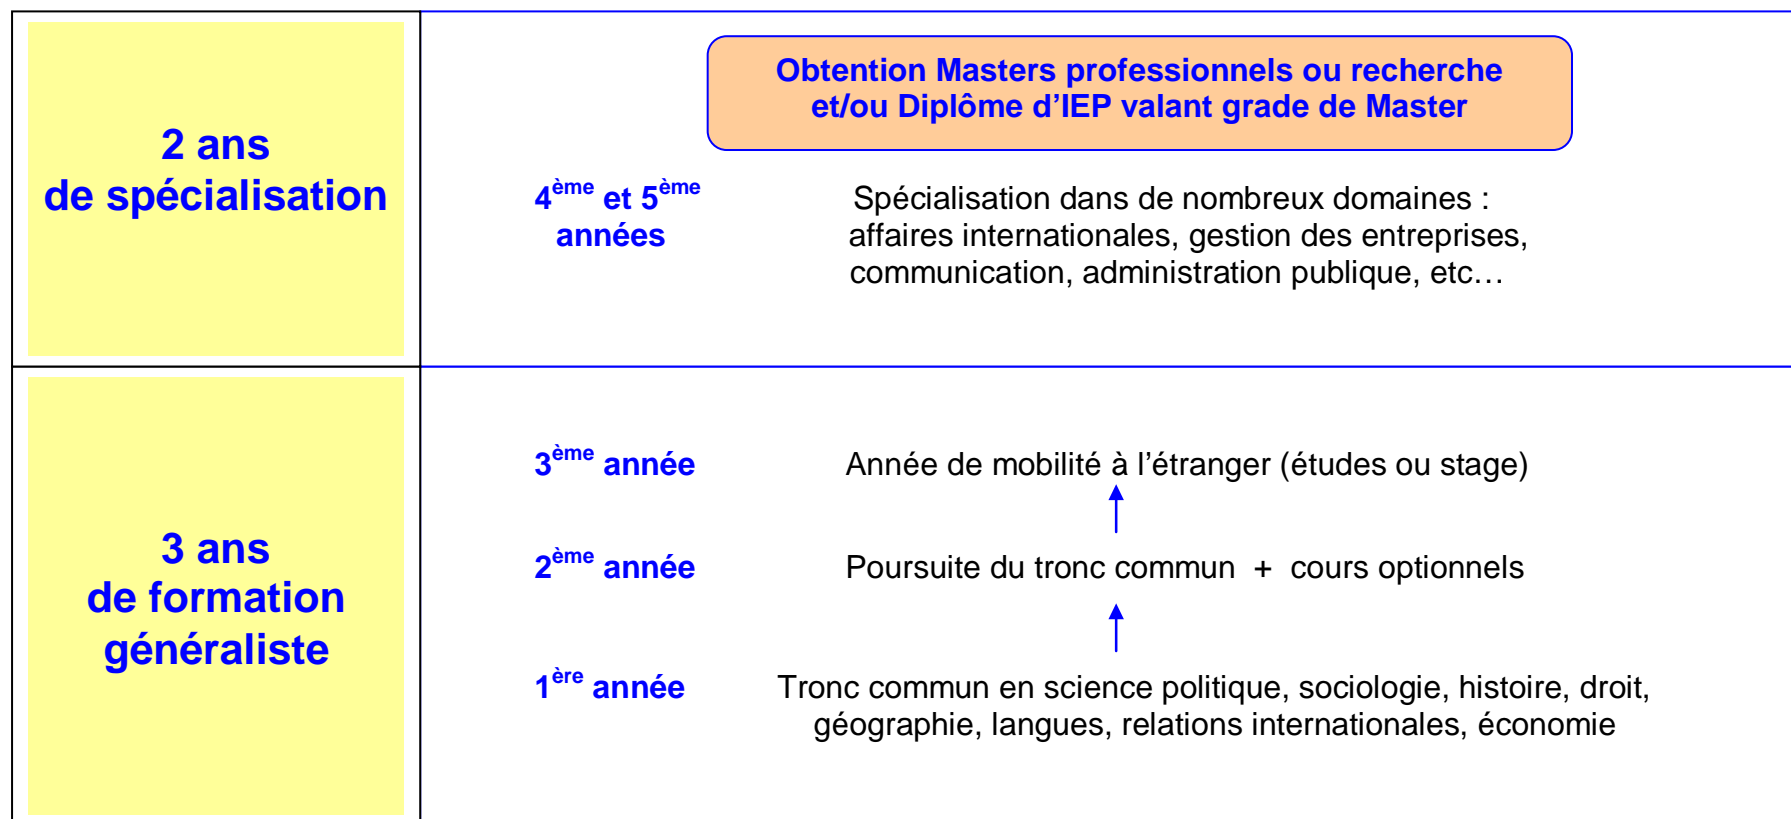 Obtention Masters professionnels ou recherche
et/ou Diplôme d’IEP valant grade de Master
2 ans
de spécialisation
4ème et 5ème
années
Spécialisation dans de nombreux domaines :
affaires internationales, gestion des entreprises,
communication, administration publique, etc…
3 ans
de formation
généraliste
3ème année
Année de mobilité à l’étranger (études ou stage)
2ème année
Poursuite du tronc commun + cours optionnels
1ère année
Tronc commun en science politique, sociologie, histoire, droit,
géographie, langues, relations internationales, économie